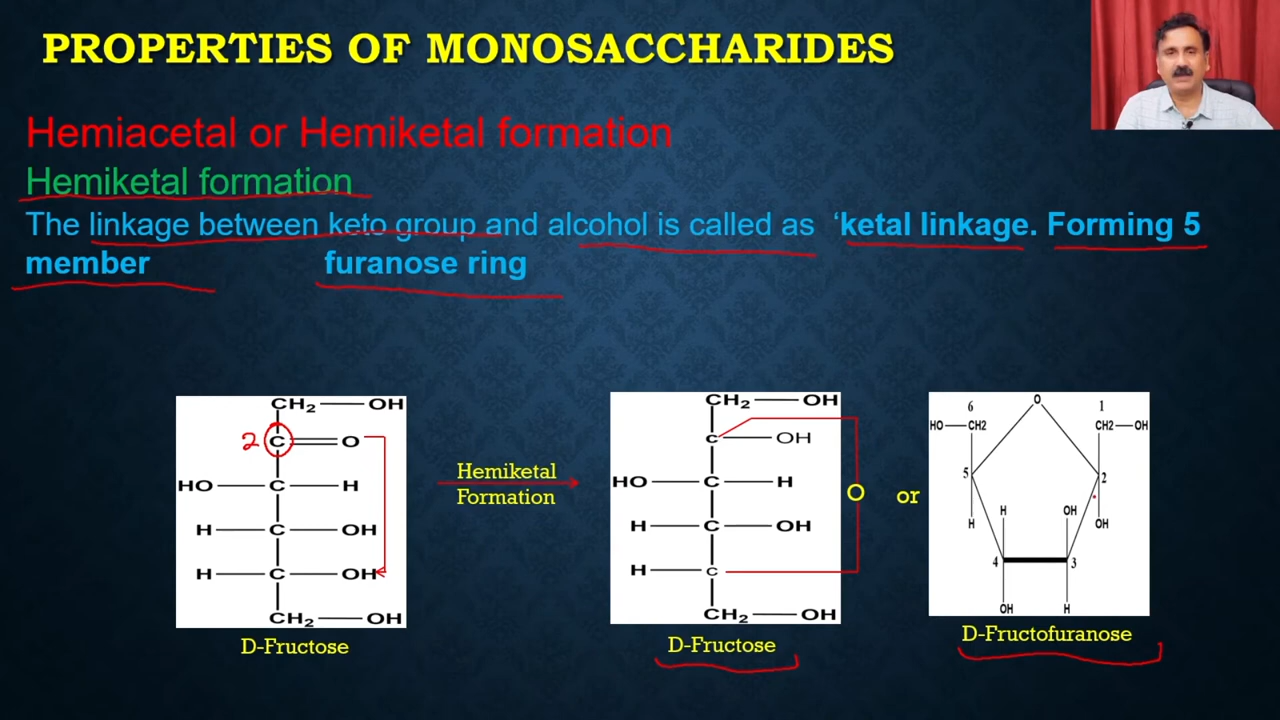 PROPERTIES OF MONOSACCHARIDES
Hemiacetal or Hemiketal formation
Hemiketal formation
The linkage between keto group and alcohol is called as ‘ketal linkage. Forming 5
member furanose ring
CH2 OH
2 C O
HO C H
H C OH
H C OH
CH2 OH
D-Fructose
Hemiketal
Formation
CH2 OH
C OH
HO C H
H C OH
H C
CH2 OH
O
D-Fructose
or
O
6 1
HO CH2 CH2 OH
5 2
H H OH OH
4 3
OH H
D-Fructofuranose